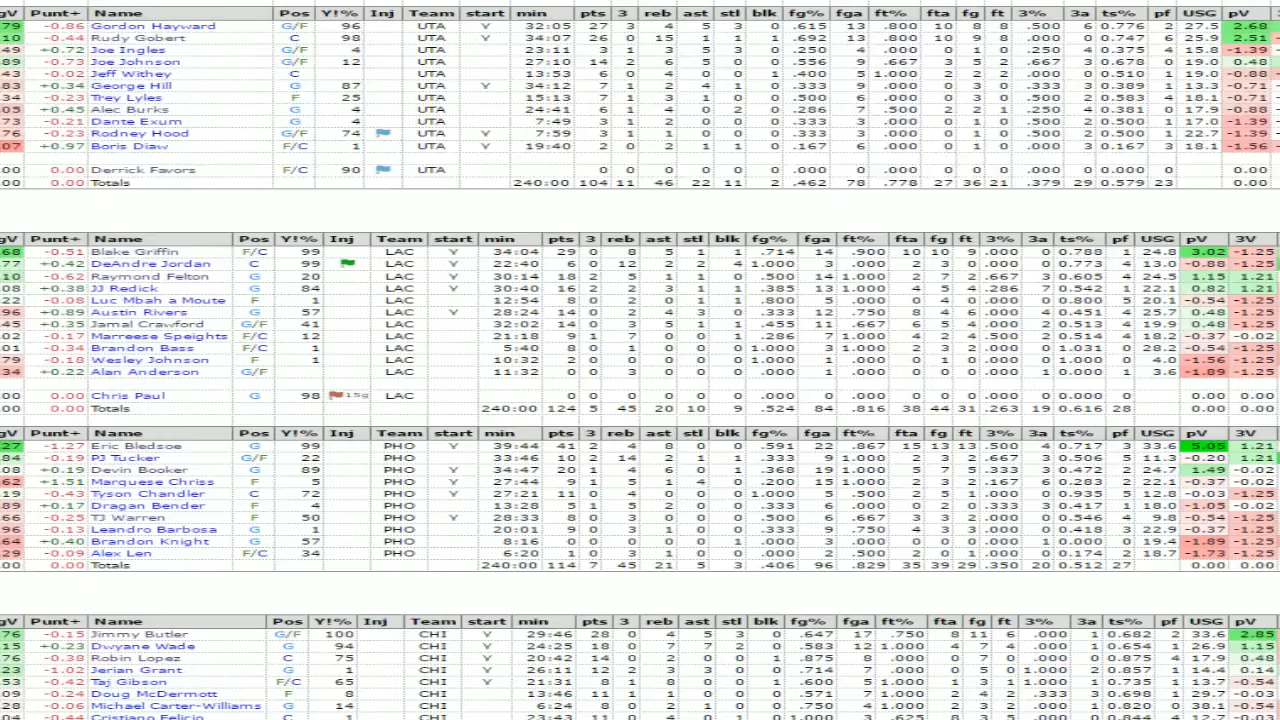 gV Punt+ Name Pos Y!% Inj Team start min pts 3 reb ast stl blk fg% fga ft% fta fg ft 3% 3a ts% pf USG pV
79 -0.86 Gordon Hayward G/F 96 UTA Y 32:05 27 3 4 5 3 0 .615 13 .800 10 8 8 .500 6 0.776 2 27.5 2.68
10 -0.44 Rudy Gobert C 98 UTA Y 34:07 26 0 15 1 1 1 .692 13 .800 10 9 8 .000 0 0.747 6 25.9 2.51
49 +0.72 Joe Ingles G/F 4 UTA 23:11 3 1 3 5 3 0 .250 4 .000 0 1 0 .250 4 0.375 4 15.8 -1.39
89 -0.73 Joe Johnson G/F 12 UTA 27:10 14 2 6 5 0 0 .556 9 .667 3 5 2 .667 3 0.678 0 19.0 0.48
43 -0.02 Jeff Withey C UTA 13:53 6 0 4 0 0 1 .400 5 1.000 2 2 2 .000 0 0.510 1 19.0 -0.88
83 +0.34 George Hill G 87 UTA Y 34:12 7 1 2 4 1 0 .333 9 .000 0 3 0 .333 3 0.389 1 13.3 -0.71
34 -0.23 Trey Lyles F 25 UTA 15:13 7 1 3 1 0 .500 6 .000 0 3 0 .500 2 0.583 4 18.1 -0.71
05 +0.45 Alec Burks G 4 UTA 24:41 6 1 4 0 2 0 .286 7 .500 2 2 1 .250 4 0.381 0 17.9 -0.88
73 -0.21 Dante Exum G 4 UTA 7:49 3 1 2 0 0 0 .333 3 .000 0 1 0 .500 2 0.500 1 17.0 -1.39
76 -0.23 Rodney Hood G/F 74 UTA Y 7:59 3 1 1 1 0 0 .333 3 .000 0 1 0 .500 2 0.500 0 22.7 -1.39
07 +0.97 Boris Diaw F/C 1 UTA Y 19:40 2 0 2 1 1 0 .167 6 .000 0 1 0 .000 3 0.167 3 18.1 -1.56
00 0.00 Derrick Favors F/C 90 UTA 0 0 0 0 0 0 .000 0 .000 0 0 0 .000 0 0.000 0 0.00
00 0.00 Totals 240:00 104 11 46 22 11 2 .462 78 .778 27 36 21 .379 29 0.579 23 0.00
gV Punt+ Name Pos Y!% Inj Team start min pts 3 reb ast stl blk fg% fga ft% fta fg ft 3% 3a ts% pf USG pV 3V
68 -0.51 Blake Griffin F/C 99 LAC Y 34:04 29 0 8 5 1 1 .714 14 .900 10 10 9 .000 0 0.788 1 24.8 3.02 -1.25
77 +0.42 DeAndre Jordan C 99 LAC Y 22:40 6 0 12 2 2 4 1.000 3 .000 2 3 0 .000 0 0.773 4 13.0 -0.88 -1.25
10 -0.62 Raymond Felton G 20 LAC Y 30:14 18 2 5 1 1 0 .500 14 1.000 2 7 2 .667 3 0.605 4 24.5 1.15 1.21
08 +0.38 JJ Redick G 84 LAC Y 30:40 16 2 2 3 1 0 .385 13 1.000 4 5 4 .286 7 0.542 1 22.1 0.82 1.21
22 -0.08 Luc Mbah a Moute F 1 LAC 12:54 8 0 2 0 1 0 .800 5 .000 0 4 0 .000 0 0.800 5 20.1 -0.54 -1.25
96 +0.89 Austin Rivers G 57 LAC Y 28:24 14 0 2 4 3 0 .333 12 .750 8 4 6 .000 4 0.451 4 25.7 0.48 -1.25
45 +0.35 Jamal Crawford G/F 41 LAC 32:02 14 0 3 5 1 1 .455 11 .667 6 5 4 .000 2 0.513 4 19.9 0.48 -1.25
02 -0.17 Marreese Speights F/C 12 LAC 21:18 9 1 7 0 0 1 .286 7 1.000 4 2 4 .500 2 0.514 4 18.2 -0.37 -0.02
01 -0.34 Brandon Bass F/C 1 LAC 5:40 8 0 1 0 0 0 1.000 3 1.000 2 3 2 .000 0 1.031 0 28.2 -0.54 -1.25
79 -0.18 Wesley Johnson F 1 LAC 10:32 2 0 0 0 0 1 1.000 1 .000 0 1 0 .000 0 1.000 0 4.0 -1.56 -1.25
34 +0.22 Alan Anderson G/F LAC 11:32 0 0 3 0 0 1 .000 1 .000 0 0 0 .000 1 0.000 1 3.6 -1.89 -1.25
00 0.00 Chris Paul G 98 LAC 0 0 0 0 0 0 .000 0 .000 0 0 0 .000 0 0.000 0 0.00 0.00
00 0.00 Totals 240:00 124 5 45 20 10 9 .524 84 .816 38 44 31 .263 19 0.616 28 0.00 0.00
gV Punt+ Name Pos Y!% Inj Team start min pts 3 reb ast stl blk fg% fga ft% fta fg ft 3% 3a ts% pf USG pV 3V
27 -1.27 Eric Bledsoe G 99 PHO Y 39:44 41 2 4 8 0 0 .591 22 .867 15 13 13 .500 4 0.717 3 33.6 5.05 1.21
84 -0.19 PJ Tucker G/F 22 PHO 33:46 10 2 14 2 1 1 .333 9 1.000 2 3 2 .333 6 0.506 5 11.3 -0.20 1.21
08 +0.19 Devin Booker G 89 PHO Y 34:47 20 1 4 6 0 1 .368 19 1.000 5 7 5 .333 3 0.472 2 24.7 1.49 -0.02
62 +1.51 Marquese Chriss F 5 PHO Y 27:44 9 1 5 1 4 0 .200 15 1.000 2 3 2 .167 6 0.283 2 22.1 -0.37 -0.02
19 -0.43 Tyson Chandler C 72 PHO Y 27:21 11 0 4 0 0 0 1.000 5 .500 2 5 1 .000 0 0.935 5 12.8 -0.03 -1.25
89 +0.17 Dragan Bender F 4 PHO 13:28 5 1 5 2 0 0 .333 6 .000 0 2 0 .333 3 0.417 1 18.0 -1.05 -0.02
66 -0.25 TJ Warren F 50 PHO Y 28:33 8 0 3 0 0 0 .500 6 .667 3 3 2 .000 0 0.546 4 9.8 -0.54 -1.25
96 -0.13 Leandro Barbosa G 1 PHO 20:01 9 0 0 3 1 0 .333 9 .750 4 3 3 .000 2 0.418 3 22.9 -0.37 -1.25
64 +0.40 Brandon Knight G 57 PHO 8:16 0 0 3 0 0 1 .000 3 .000 0 0 0 .000 1 0.000 0 19.4 -1.89 -1.25
29 -0.09 Alex Len F/C 34 PHO 6:20 1 0 3 1 0 0 .000 2 .500 2 0 1 .000 0 0.174 2 18.7 -1.73 -1.25
00 0.00 Totals 240:00 114 7 45 21 5 3 .406 96 .829 35 39 29 .350 20 0.512 27 0.00 0.00
gV Punt+ Name Pos Y!% Inj Team start min pts 3 reb ast stl blk fg% fga ft% fta fg ft 3% 3a ts% pf USG pV
76 -0.15 Jimmy Butler G/F 100 CHI Y 29:46 28 0 4 5 3 0 .647 17 .750 8 11 6 .000 1 0.682 2 33.6 2.85
15 +0.23 Dwyane Wade G 94 CHI Y 24:25 18 0 7 7 2 0 .583 12 1.000 4 7 4 .000 1 0.654 1 26.9 1.15
76 -0.38 Robin Lopez C 75 CHI Y 20:42 14 0 2 0 0 1 .875 8 .000 0 7 0 .000 0 0.875 4 17.9 0.48
23 -1.02 Jerian Grant G CHI Y 26:11 12 2 3 3 0 0 .714 7 .000 0 5 0 1.000 2 0.857 1 14.4 0.14
53 -0.42 Taj Gibson F/C 65 CHI Y 21:31 8 1 8 0 0 1 .600 5 1.000 1 3 1 1.000 1 0.735 1 13.7 -0.54
09 -0.24 Doug McDermott F 8 CHI 13:46 11 1 1 0 0 0 .571 7 1.000 2 4 2 .333 3 0.698 1 29.7 -0.03
28 -0.06 Michael Carter-Williams G 14 CHI 6:24 8 0 2 1 0 0 .750 4 1.000 2 3 2 .000 0 0.820 1 38.1 -0.54
04 -0.44 Cristiano Felicio C 1 CHI 23:43